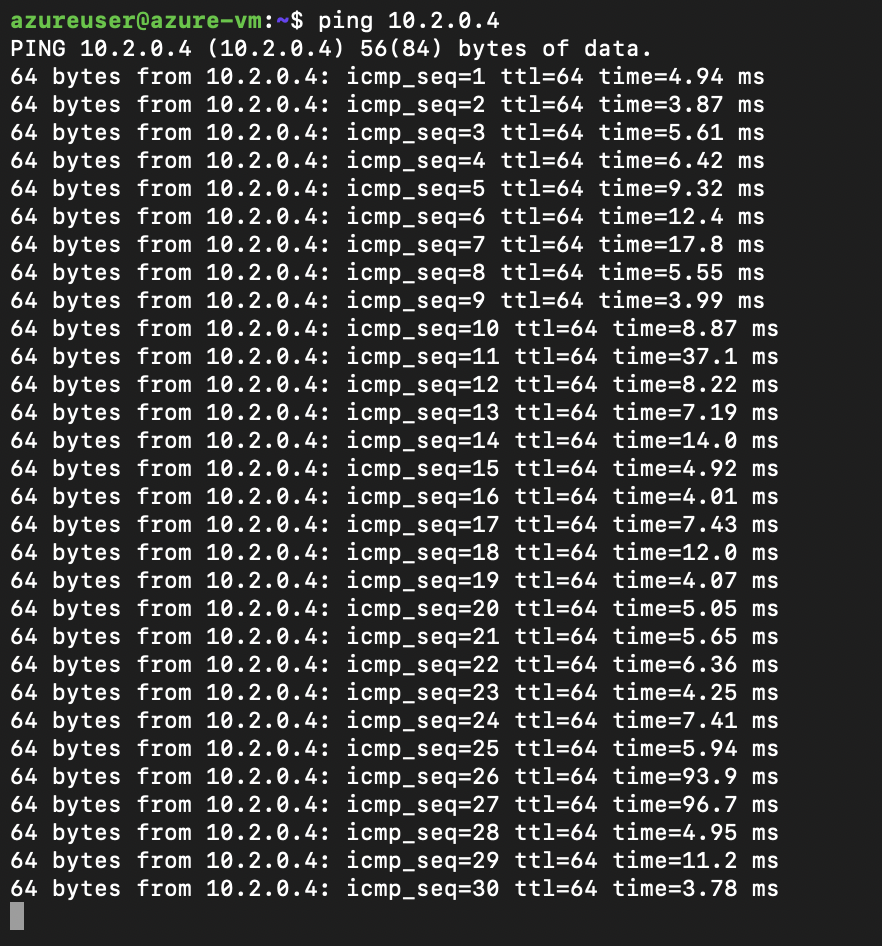 azureuser@azure-vm:~$ ping 10.2.0.4
PING 10.2.0.4 (10.2.0.4) 56(84) bytes of data.
64 bytes from 10.2.0.4: icmp_seq=1 ttl=64 time=4.94 ms
64 bytes from 10.2.0.4: icmp_seq=2 ttl=64 time=3.87 ms
64 bytes from 10.2.0.4: icmp_seq=3 ttl=64 time=5.61 ms
64 bytes from 10.2.0.4: icmp_seq=4 ttl=64 time=6.42 ms
64 bytes from 10.2.0.4: icmp_seq=5 ttl=64 time=9.32 ms
64 bytes from 10.2.0.4: icmp_seq=6 ttl=64 time=12.4 ms
64 bytes from 10.2.0.4: icmp_seq=7 ttl=64 time=17.8 ms
64 bytes from 10.2.0.4: icmp_seq=8 ttl=64 time=5.55 ms
64 bytes from 10.2.0.4: icmp_seq=9 ttl=64 time=3.99 ms
64 bytes from 10.2.0.4: icmp_seq=10 ttl=64 time=8.87 ms
64 bytes from 10.2.0.4: icmp_seq=11 ttl=64 time=37.1 ms
64 bytes from 10.2.0.4: icmp_seq=12 ttl=64 time=8.22 ms
64 bytes from 10.2.0.4: icmp_seq=13 ttl=64 time=7.19 ms
64 bytes from 10.2.0.4: icmp_seq=14 ttl=64 time=14.0 ms
64 bytes from 10.2.0.4: icmp_seq=15 ttl=64 time=4.92 ms
64 bytes from 10.2.0.4: icmp_seq=16 ttl=64 time=4.01 ms
64 bytes from 10.2.0.4: icmp_seq=17 ttl=64 time=7.43 ms
64 bytes from 10.2.0.4: icmp_seq=18 ttl=64 time=12.0 ms
64 bytes from 10.2.0.4: icmp_seq=19 ttl=64 time=4.07 ms
64 bytes from 10.2.0.4: icmp_seq=20 ttl=64 time=5.05 ms
64 bytes from 10.2.0.4: icmp_seq=21 ttl=64 time=5.65 ms
64 bytes from 10.2.0.4: icmp_seq=22 ttl=64 time=6.36 ms
64 bytes from 10.2.0.4: icmp_seq=23 ttl=64 time=4.25 ms
64 bytes from 10.2.0.4: icmp_seq=24 ttl=64 time=7.41 ms
64 bytes from 10.2.0.4: icmp_seq=25 ttl=64 time=5.94 ms
64 bytes from 10.2.0.4: icmp_seq=26 ttl=64 time=93.9 ms
64 bytes from 10.2.0.4: icmp_seq=27 ttl=64 time=96.7 ms
64 bytes from 10.2.0.4: icmp_seq=28 ttl=64 time=4.95 ms
64 bytes from 10.2.0.4: icmp_seq=29 ttl=64 time=11.2 ms
64 bytes from 10.2.0.4: icmp_seq=30 ttl=64 time=3.78 ms